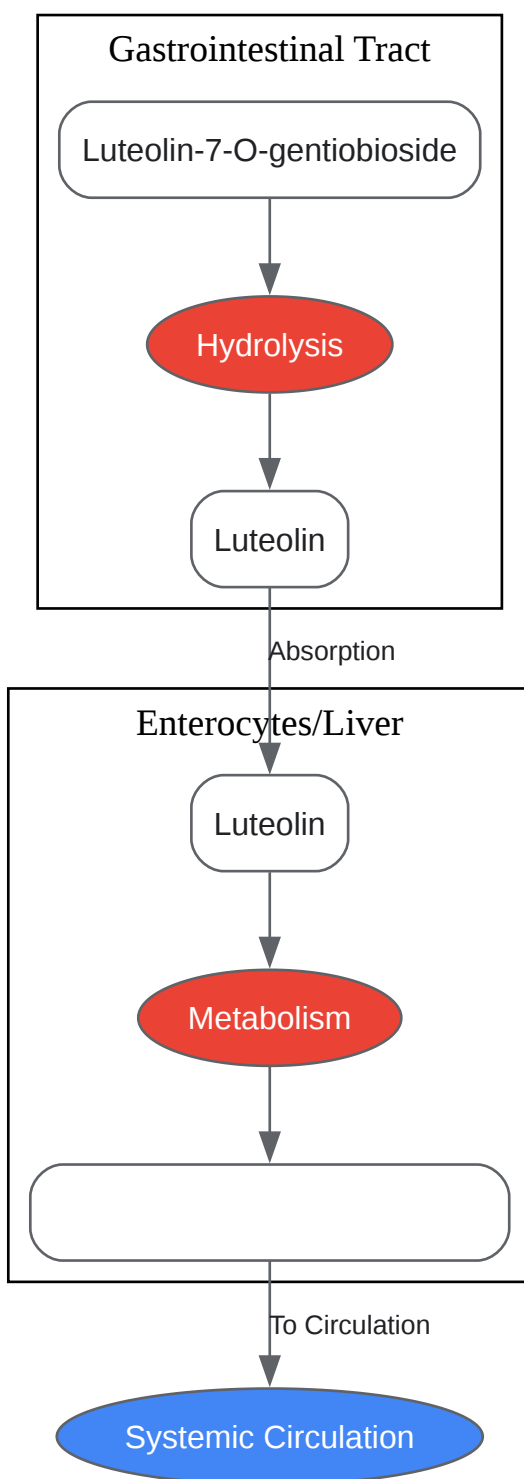 Gastrointestinal Tract
Luteolin-7-O-gentiobioside
Hydrolysis
Luteolin
Absorption
Enterocytes/Liver
Luteolin
Metabolism
To Circulation
Systemic Circulation